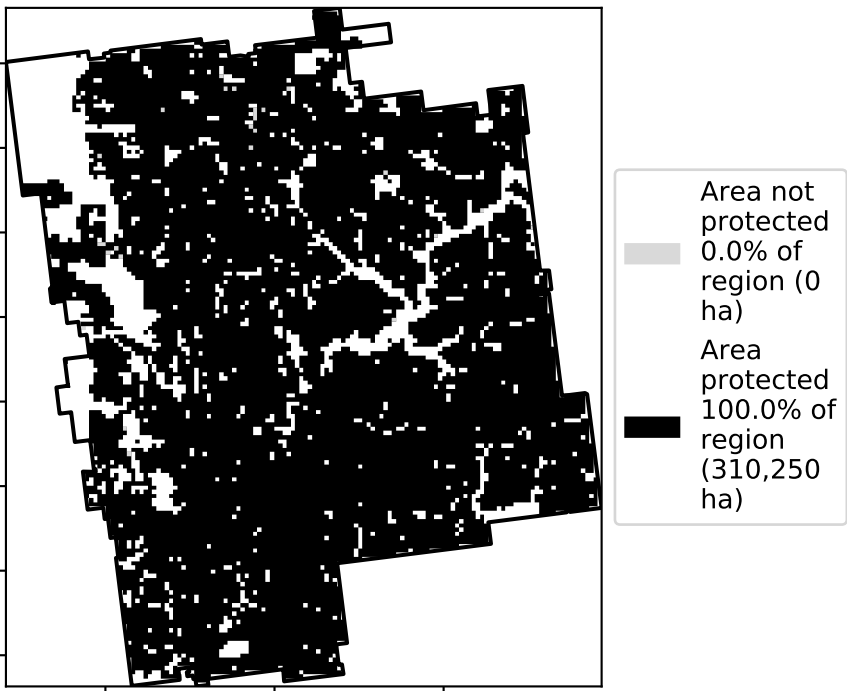 Area not
protected
0.0% of
region (0
ha)
Area
protected
100.0% of
region
(310,250
ha)